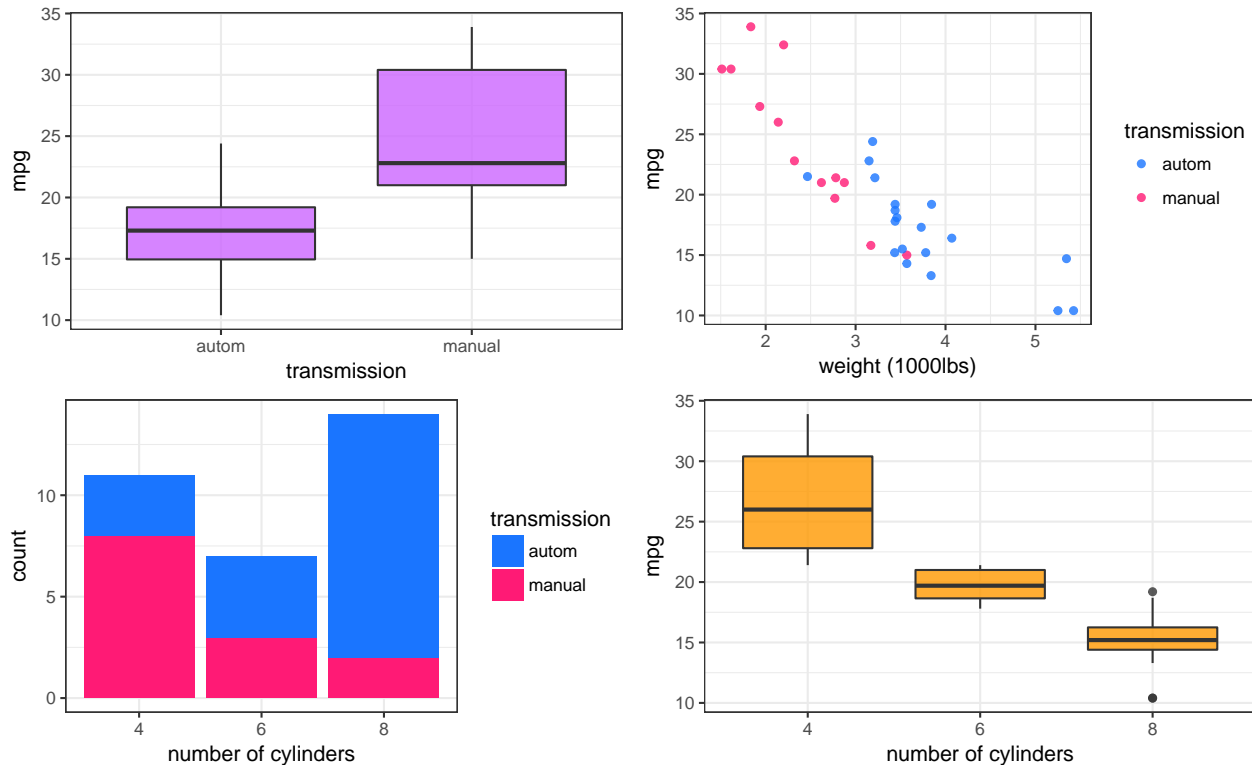 35
30
25
20
15
10
mpg
autom manual
transmission
35
30
25
20
15
10
mpg
2 3 4 5
weight (1000lbs)
transmission
autom
manual
10
5
0
count
4 6 8
number of cylinders
transmission
autom
manual
35
30
25
20
15
10
mpg
4 6 8
number of cylinders